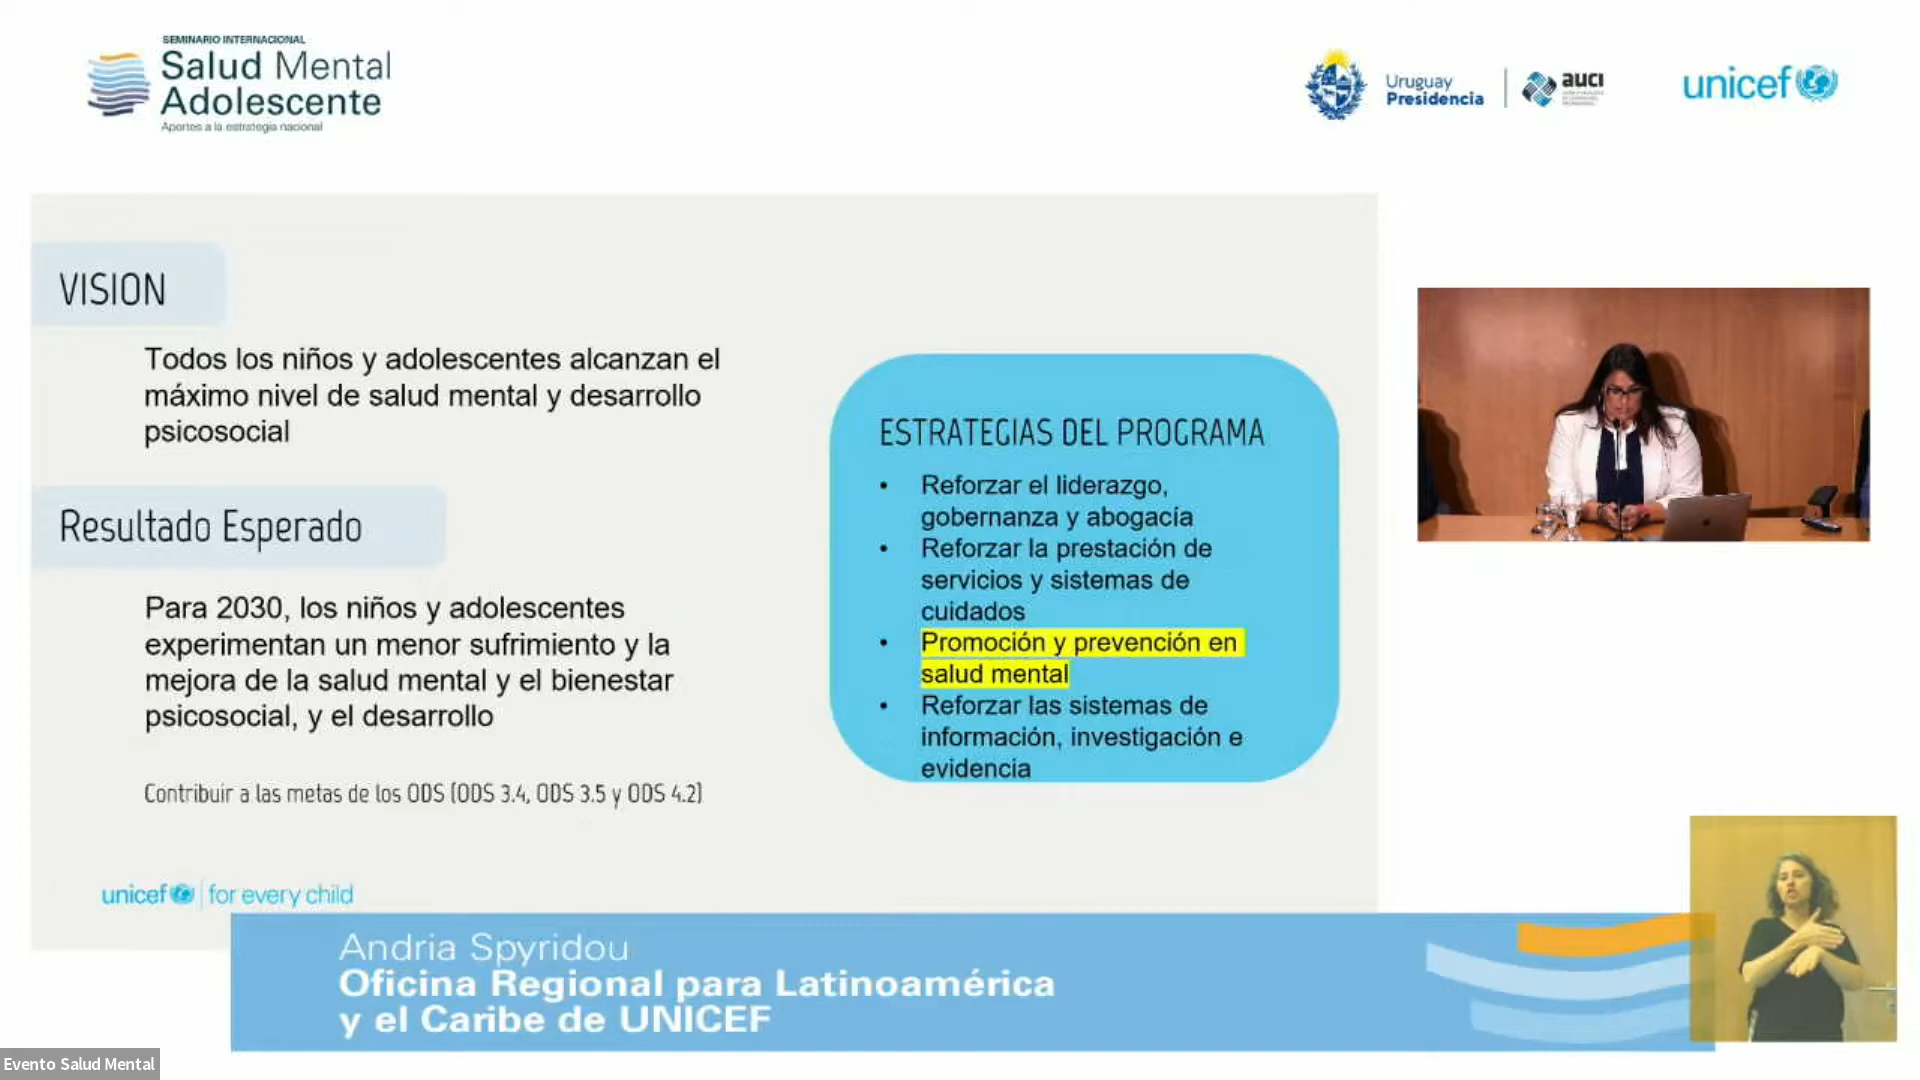 SEMINARIO INTERNACIONAL
Salud Mental
Adolescente
Aportes a la estrategia nacional
Uruguay
Presidencia
auci
unicef
VISION
Todos los niños y adolescentes alcanzan el
máximo nivel de salud mental y desarrollo
psicosocial
Resultado Esperado
Para 2030, los niños y adolescentes
experimentan un menor sufrimiento y la
mejora de la salud mental y el bienestar
psicosocial, y el desarrollo
Contribuir a las metas de los ODS (ODS 3.4, ODS 3.5 y ODS 4.2)
ESTRATEGIAS DEL PROGRAMA
• Reforzar el liderazgo,
gobernanza y abogacía
• Reforzar la prestación de
servicios y sistemas de
cuidados
• Promoción y prevención en
salud mental
• Reforzar las sistemas de
información, investigación e
evidencia
unicef | for every child
Andria Spyridou
Oficina Regional para Latinoamérica
y el Caribe de UNICEF
Evento Salud Mental